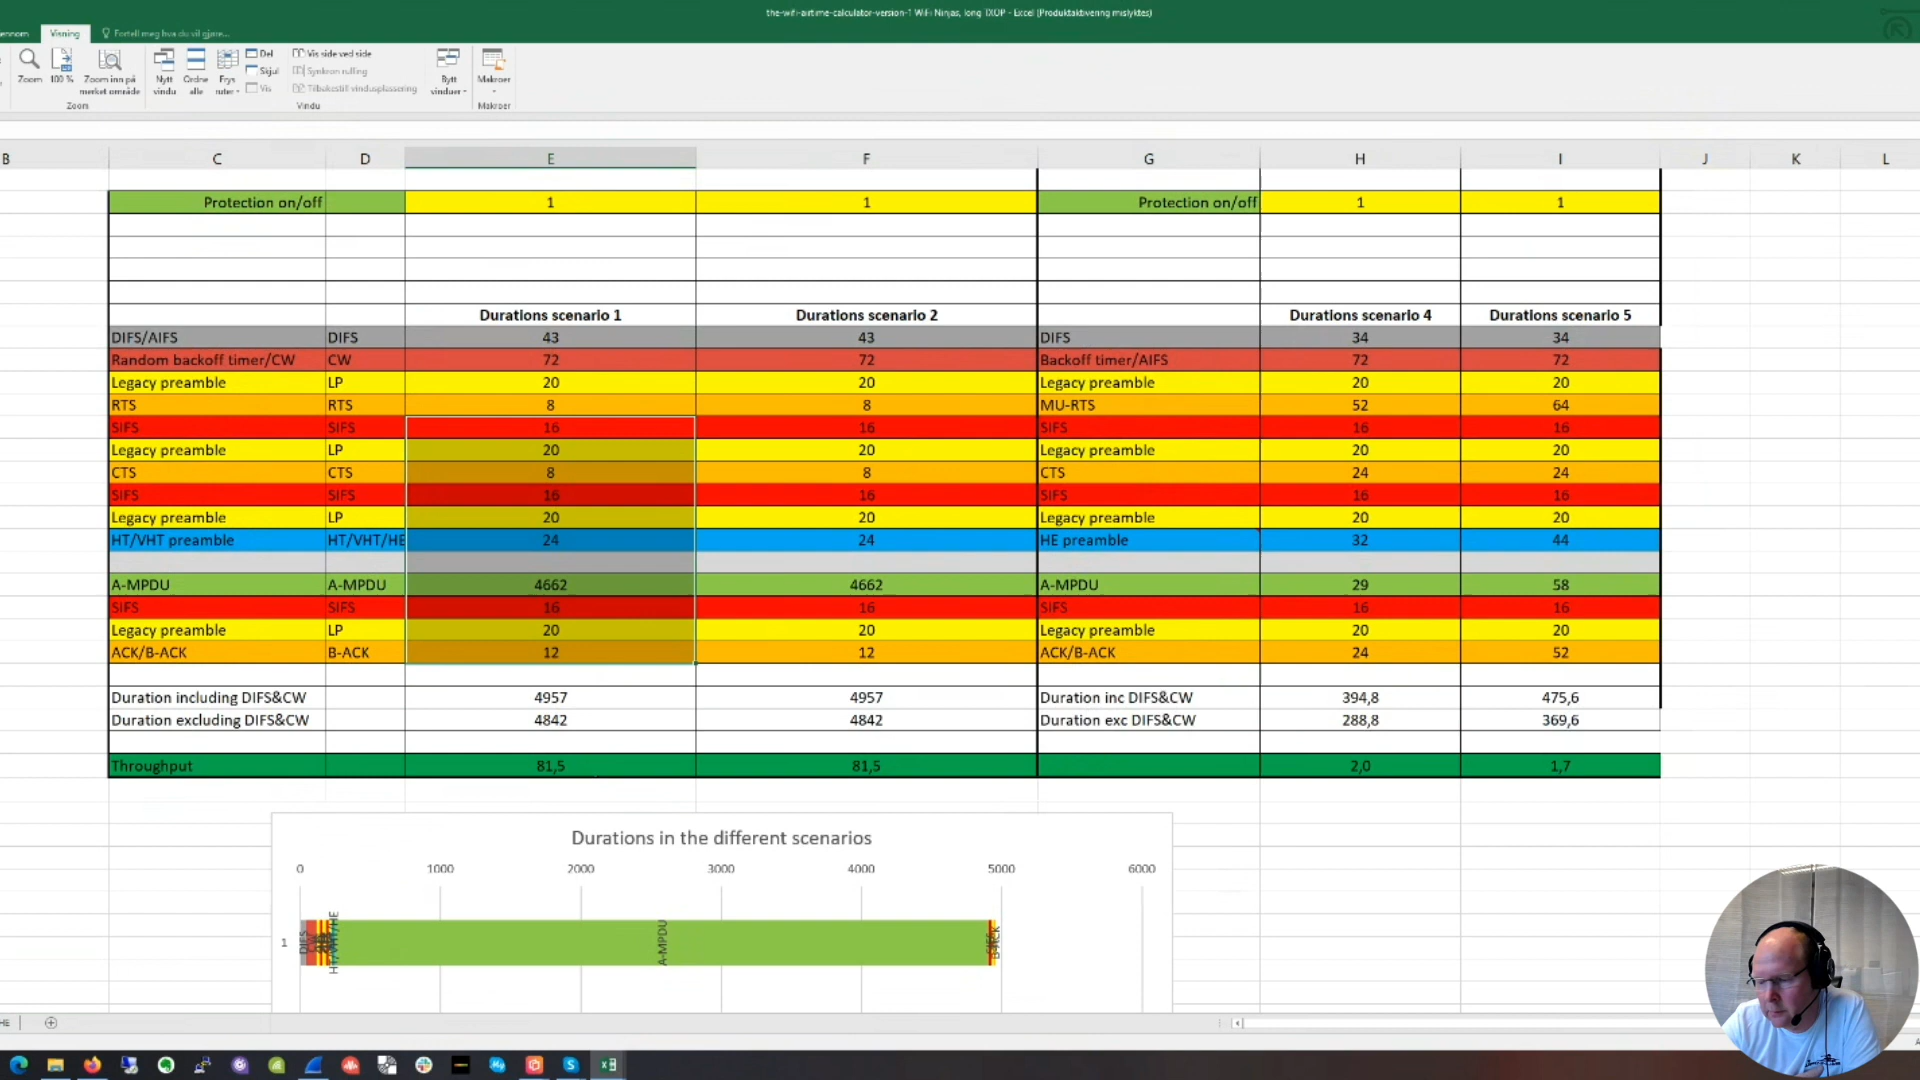 the-wifi-airtime-calculator-version-1 WiFi Ninjas, long TXOP - Excel (Produktaktivering mislyktes)
ennom Visning Fortell meg hva du vil gjøre...
Zoom 100 % Zoom inn på merket område Nytt vindu Ordne alle Frys ruter Del Skjul Vis Vis side ved side Synkron rulling Tilbakestill vindusplassering Bytt vinduer Makroer
Zoom Vindu Makroer
B C D E F G H I J K L
Protection on/off 1 1 Protection on/off 1 1
Durations scenario 1 Durations scenario 2 Durations scenario 4 Durations scenario 5
DIFS/AIFS DIFS 43 43 DIFS 34 34
Random backoff timer/CW CW 72 72 Backoff timer/AIFS 72 72
Legacy preamble LP 20 20 Legacy preamble 20 20
RTS RTS 8 8 MU-RTS 52 64
SIFS SIFS 16 16 SIFS 16 16
Legacy preamble LP 20 20 Legacy preamble 20 20
CTS CTS 8 8 CTS 24 24
SIFS SIFS 16 16 SIFS 16 16
Legacy preamble LP 20 20 Legacy preamble 20 20
HT/VHT preamble HT/VHT/HE 24 24 HE preamble 32 44
A-MPDU A-MPDU 4662 4662 A-MPDU 29 58
SIFS SIFS 16 16 SIFS 16 16
Legacy preamble LP 20 20 Legacy preamble 20 20
ACK/B-ACK B-ACK 12 12 ACK/B-ACK 24 52
Duration including DIFS&CW 4957 4957 Duration inc DIFS&CW 394,8 475,6
Duration excluding DIFS&CW 4842 4842 Duration exc DIFS&CW 288,8 369,6
Throughput 81,5 81,5 2,0 1,7
Durations in the different scenarios
0 1000 2000 3000 4000 5000 6000
1 DIFS CW HT/VHT/HE A-MPDU B-ACK
HE